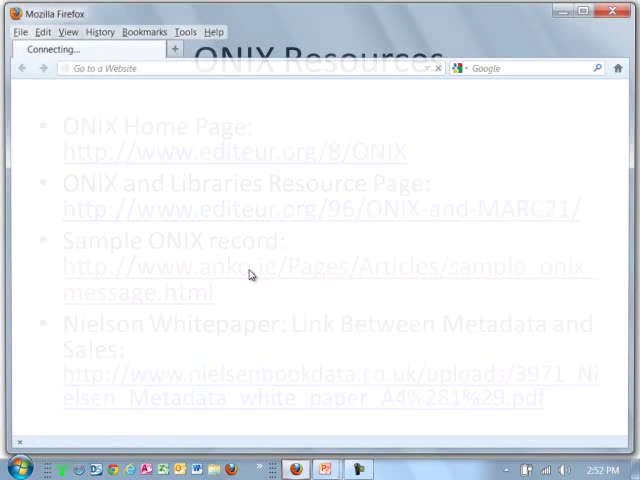 Mozilla Firefox
File Edit View History Bookmarks Tools Help
Connecting...
ONIX Resources
Go to a Website
Google
• ONIX Home Page:
http://www.editeur.org/8/ONIX
• ONIX and Libraries Resource Page:
http://www.editeur.org/96/ONIX-and-MARC21/
• Sample ONIX record:
http://www.anko.ie/Pages/Articles/sample_onix_
message.html
• Nielson Whitepaper: Link Between Metadata and
Sales:
http://www.nielsenbookdata.co.uk/uploads/3971_Ni
elsen_Metadata_white_paper_A4%281%29.pdf
2:52 PM